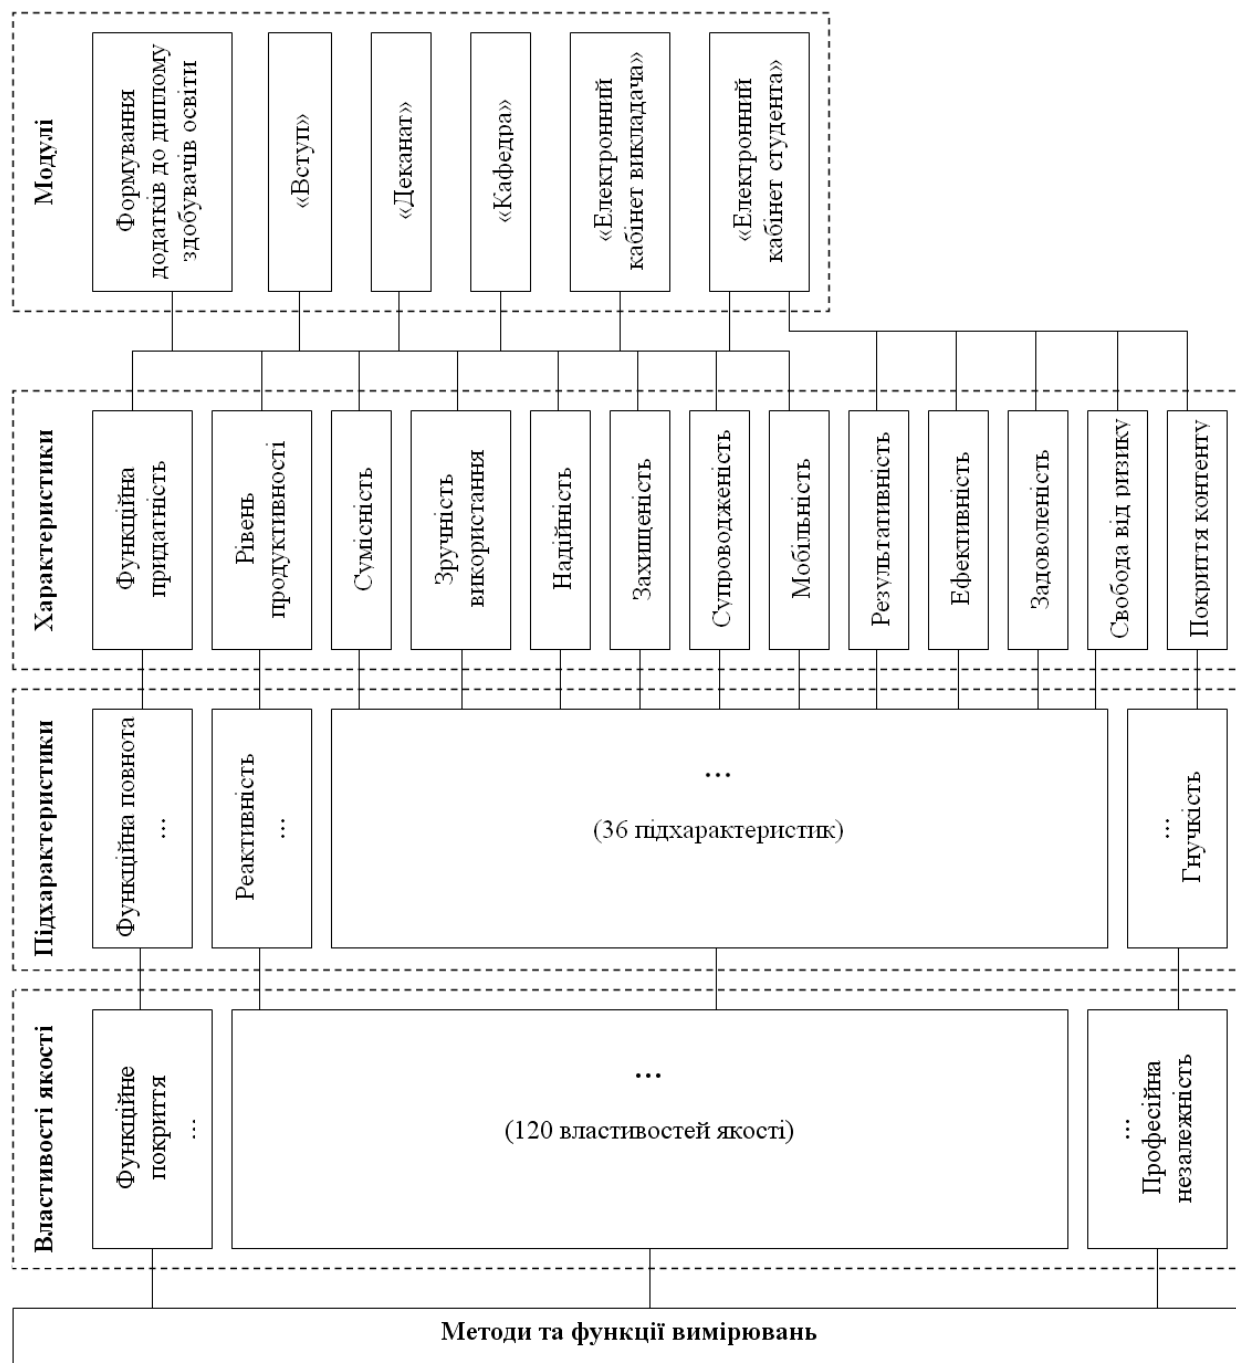 Модулі
Формування
додатків до диплому
здобувачів освіти
«Вступ»
«Деканат»
«Кафедра»
«Електронний
кабінет викладача»
«Електронний
кабінет студента»
Характеристики
Функційна
придатність
Рівень
продуктивності
Сумісність
Зручність
використання
Надійність
Захищеність
Супроводженість
Мобільність
Результативність
Ефективність
Задоволеність
Свобода від ризику
Покриття контенту
Підхарактеристики
Функційна повнота
...
Реактивність
...
...
(36 підхарактеристик)
...
Гнучкість
Властивості якості
Функційне
покриття
...
...
(120 властивостей якості)
...
Професійна
незалежність
Методи та функції вимірювань